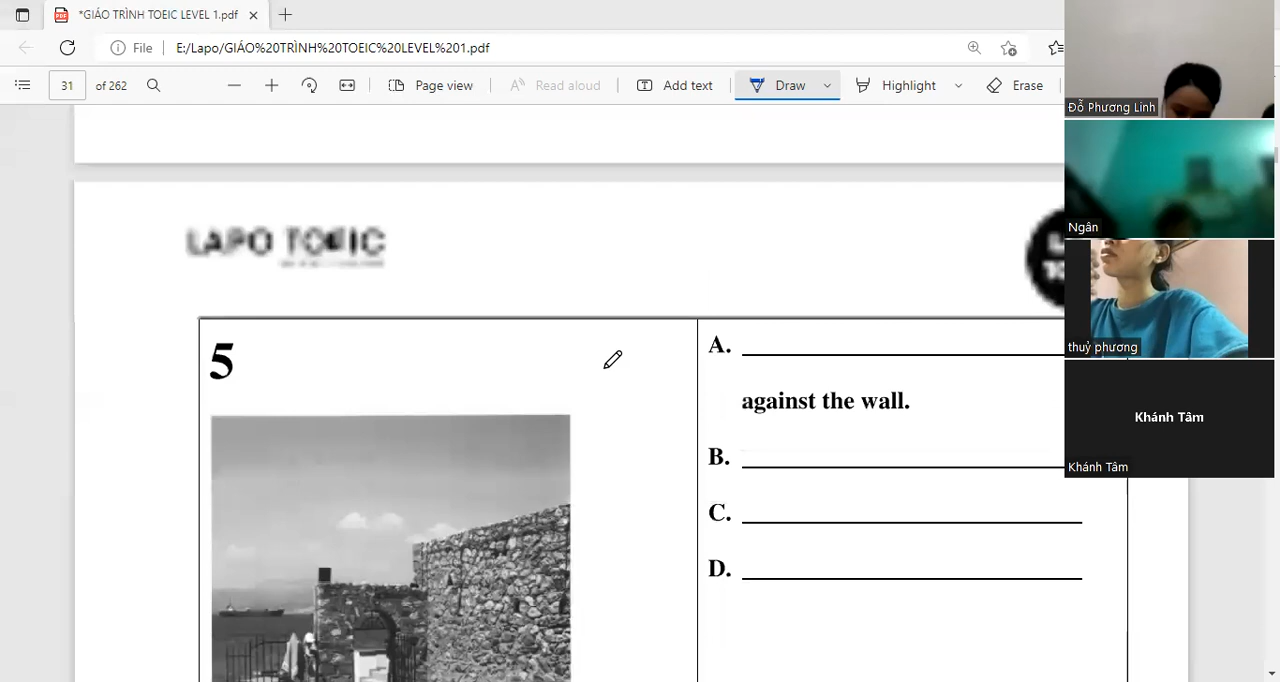 *GIÁO TRÌNH TOEIC LEVEL 1.pdf
File E:/Lapo/GIÁO%20TRÌNH%20TOEIC%20LEVEL%201.pdf
31 of 262 Page view Read aloud Add text Draw Highlight Erase
Đỗ Phương Linh
Ngân
thuỷ phương
Khánh Tâm
Khánh Tâm
LAPO TOEIC
5
A.
against the wall.
B.
C.
D.